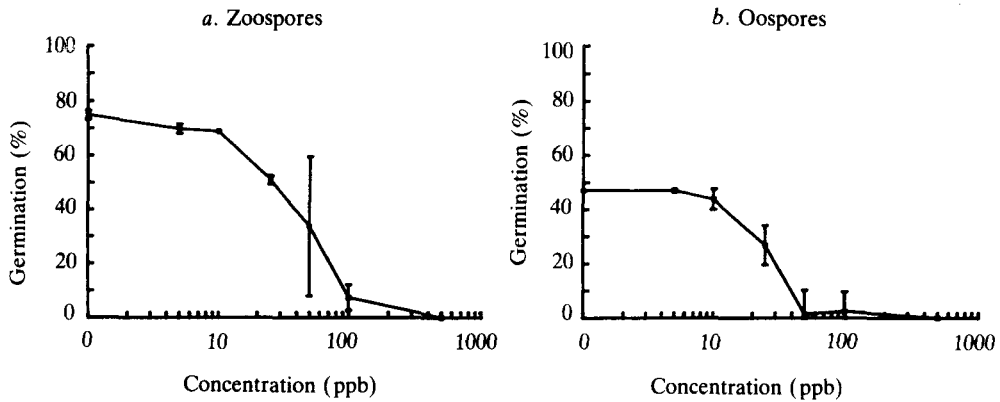 a. Zoospores
100
80
60
40
20
0
Germination (%)
0 10 100 1000
Concentration (ppb)
b. Oospores
100
80
60
40
20
0
Germination (%)
0 10 100 1000
Concentration (ppb)